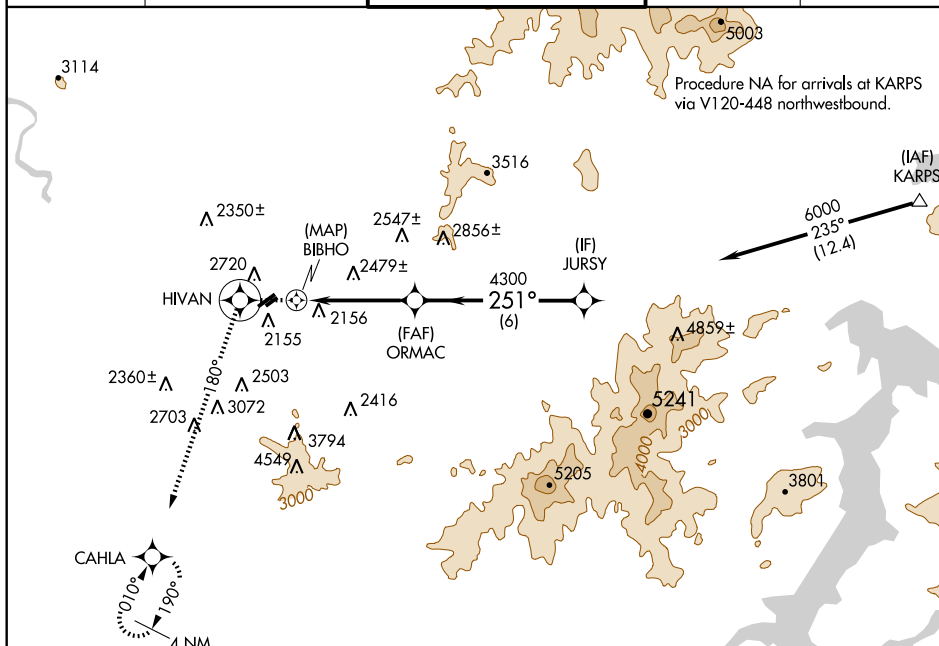 5003
3114
Procedure NA for arrivals at KARPS
via V120-448 northwestbound.
3516
(IAF)
KARPS
6000
235°
(12.4)
2350±
2547±
2856±
(MAP)
BIBHO
(IF)
JURSY
2720
2479±
4300
251°
(6)
HIVAN
2156
2155
(FAF)
ORMAC
4859±
180°
2360±
2503
3072
2416
5241
3000
2703
3794
4000
4549
5205
3801
3000
CAHLA
010°
190°
4 NM